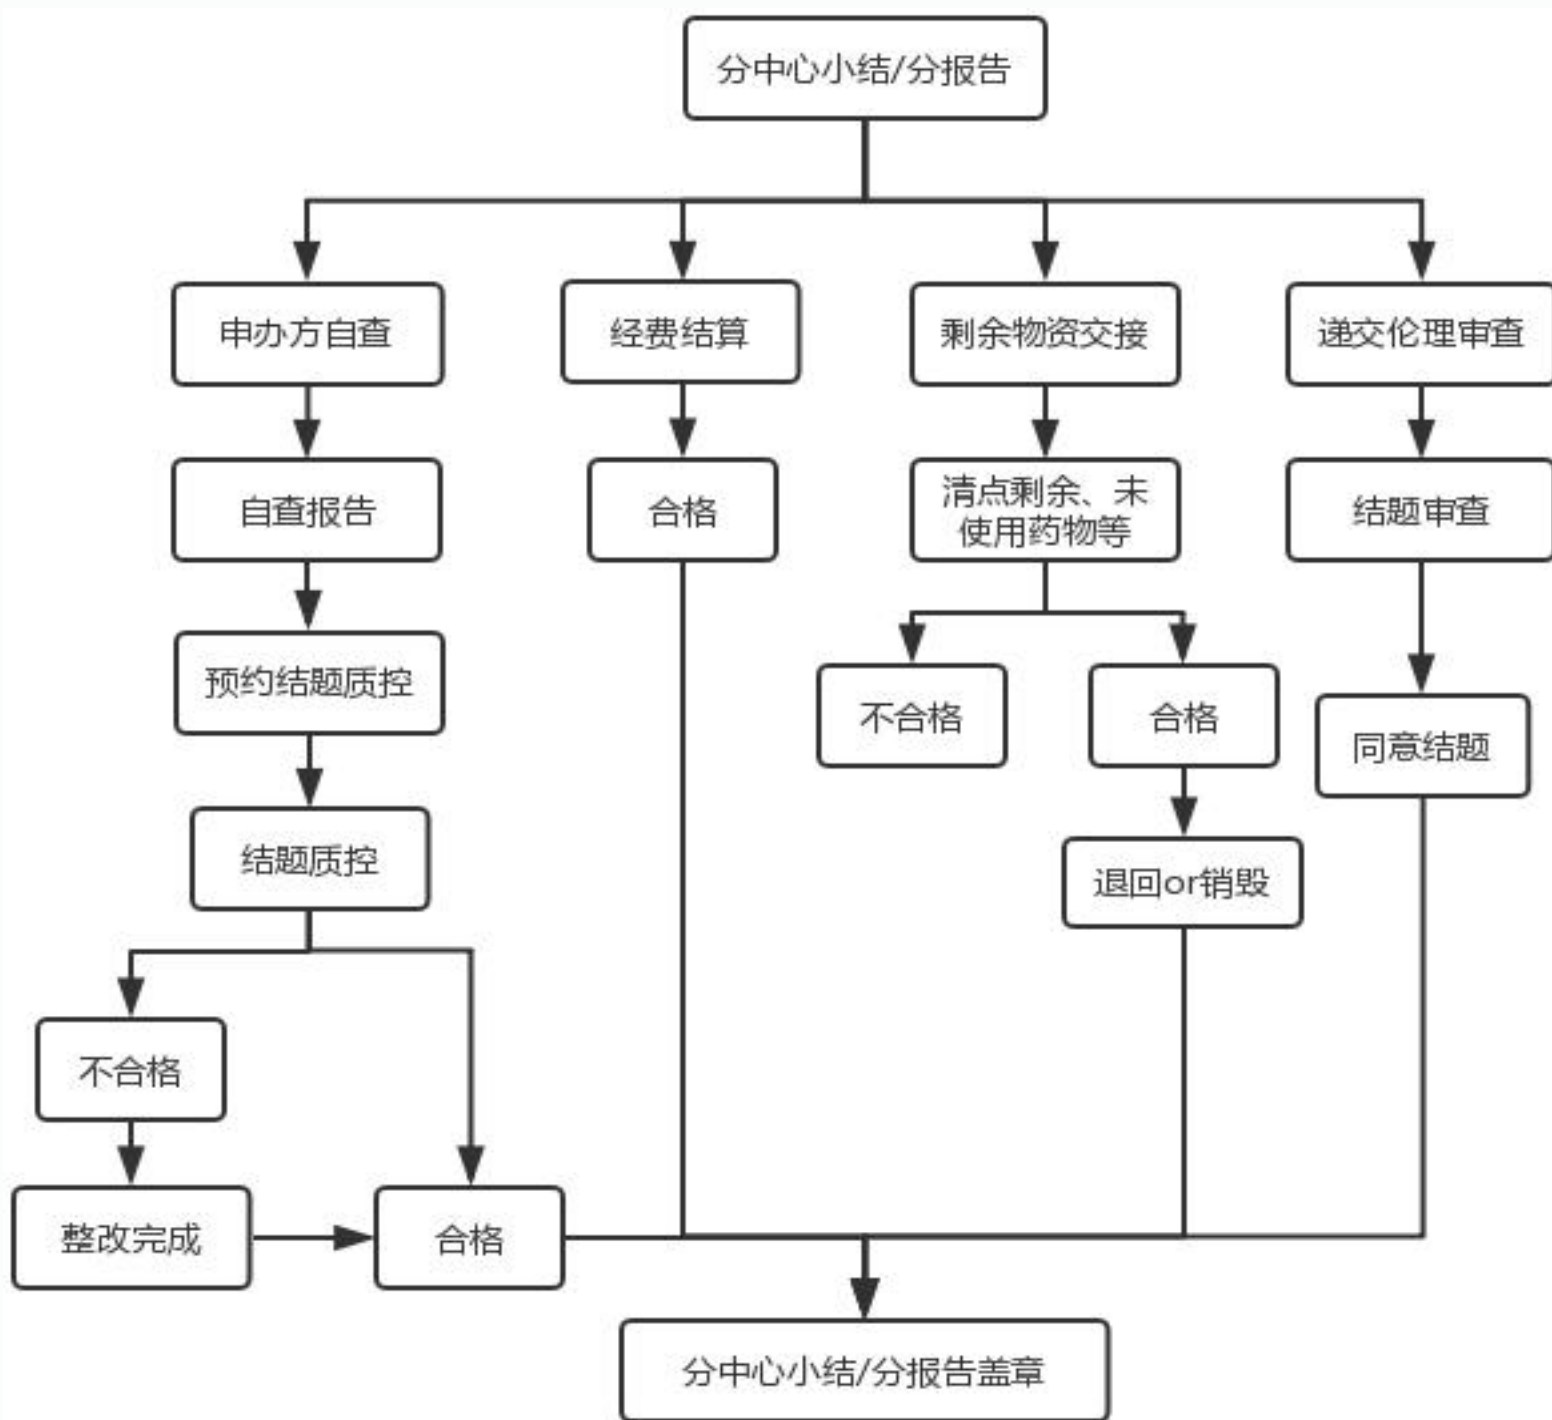 分中心小结/分报告
申办方自查
经费结算
剩余物资交接
递交伦理审查
自查报告
合格
清点剩余、未
使用药物等
结题审查
预约结题质控
不合格
合格
同意结题
结题质控
退回or销毁
不合格
整改完成
合格
分中心小结/分报告盖章